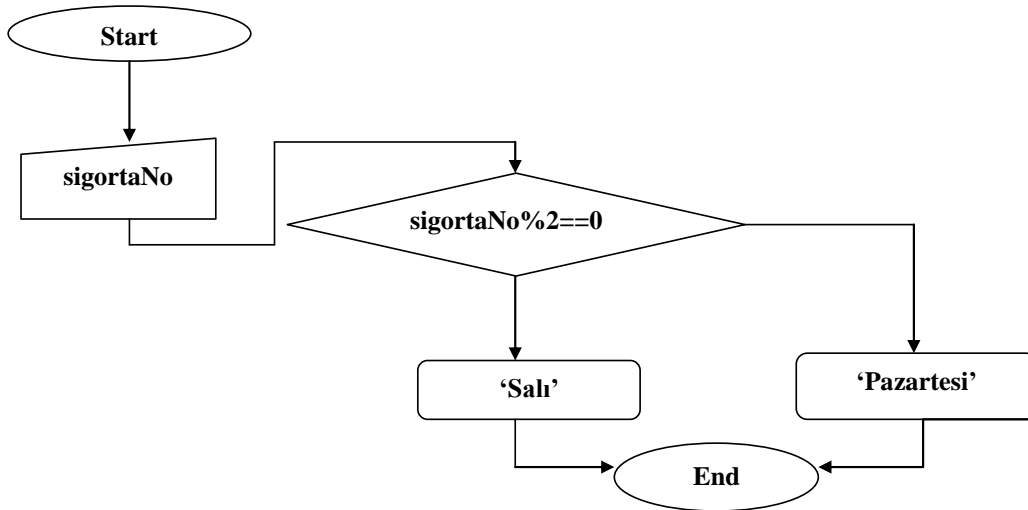 Start
sigortaNo
sigortaNo%2==0
‘Salı’
‘Pazartesi’
End